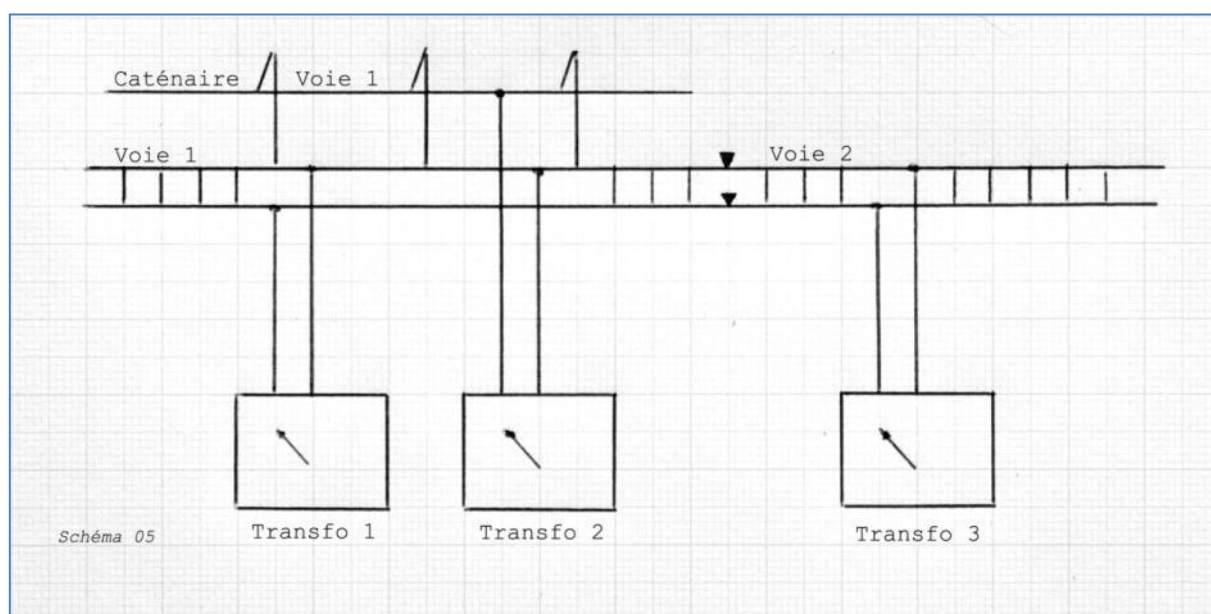 Caténaire Voie 1
Voie 1
Voie 2
Transfo 1
Transfo 2
Transfo 3
Schéma 05